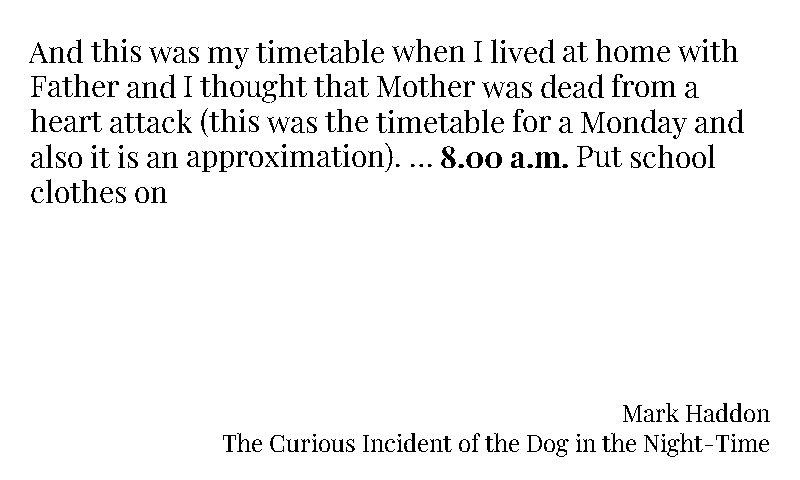 And this was my timetable when I lived at home with
Father and I thought that Mother was dead from a
heart attack (this was the timetable for a Monday and
also it is an approximation). ... 8.00 a.m. Put school
clothes on
Mark Haddon
The Curious Incident of the Dog in the Night-Time